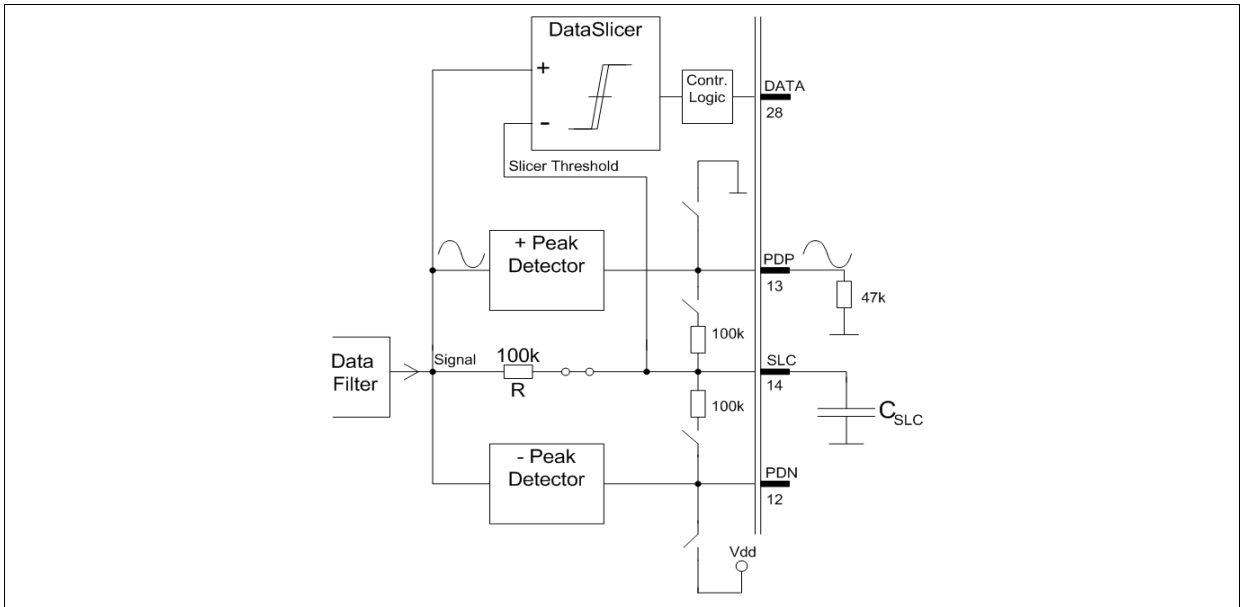 DataSlicer
+
-
Contr.
Logic
DATA
28
Slicer Threshold
+ Peak
Detector
PDP
13
47k
100k
Data
Filter
Signal
100k
R
SLC
14
100k
CSLC
- Peak
Detector
PDN
12
Vdd